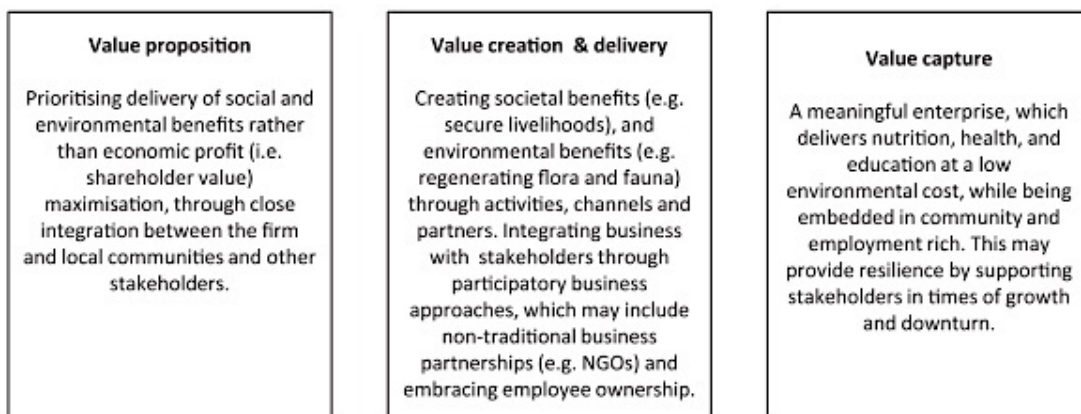 Value proposition
Prioritising delivery of social and
environmental benefits rather
than economic profit (i.e.
shareholder value)
maximisation, through close
integration between the firm
and local communities and other
stakeholders.
Value creation & delivery
Creating societal benefits (e.g.
secure livelihoods), and
environmental benefits (e.g.
regenerating flora and fauna)
through activities, channels and
partners. Integrating business
with stakeholders through
participatory business
approaches, which may include
non-traditional business
partnerships (e.g. NGOs) and
embracing employee ownership.
Value capture
A meaningful enterprise, which
delivers nutrition, health, and
education at a low
environmental cost, while being
embedded in community and
employment rich. This may
provide resilience by supporting
stakeholders in times of growth
and downturn.